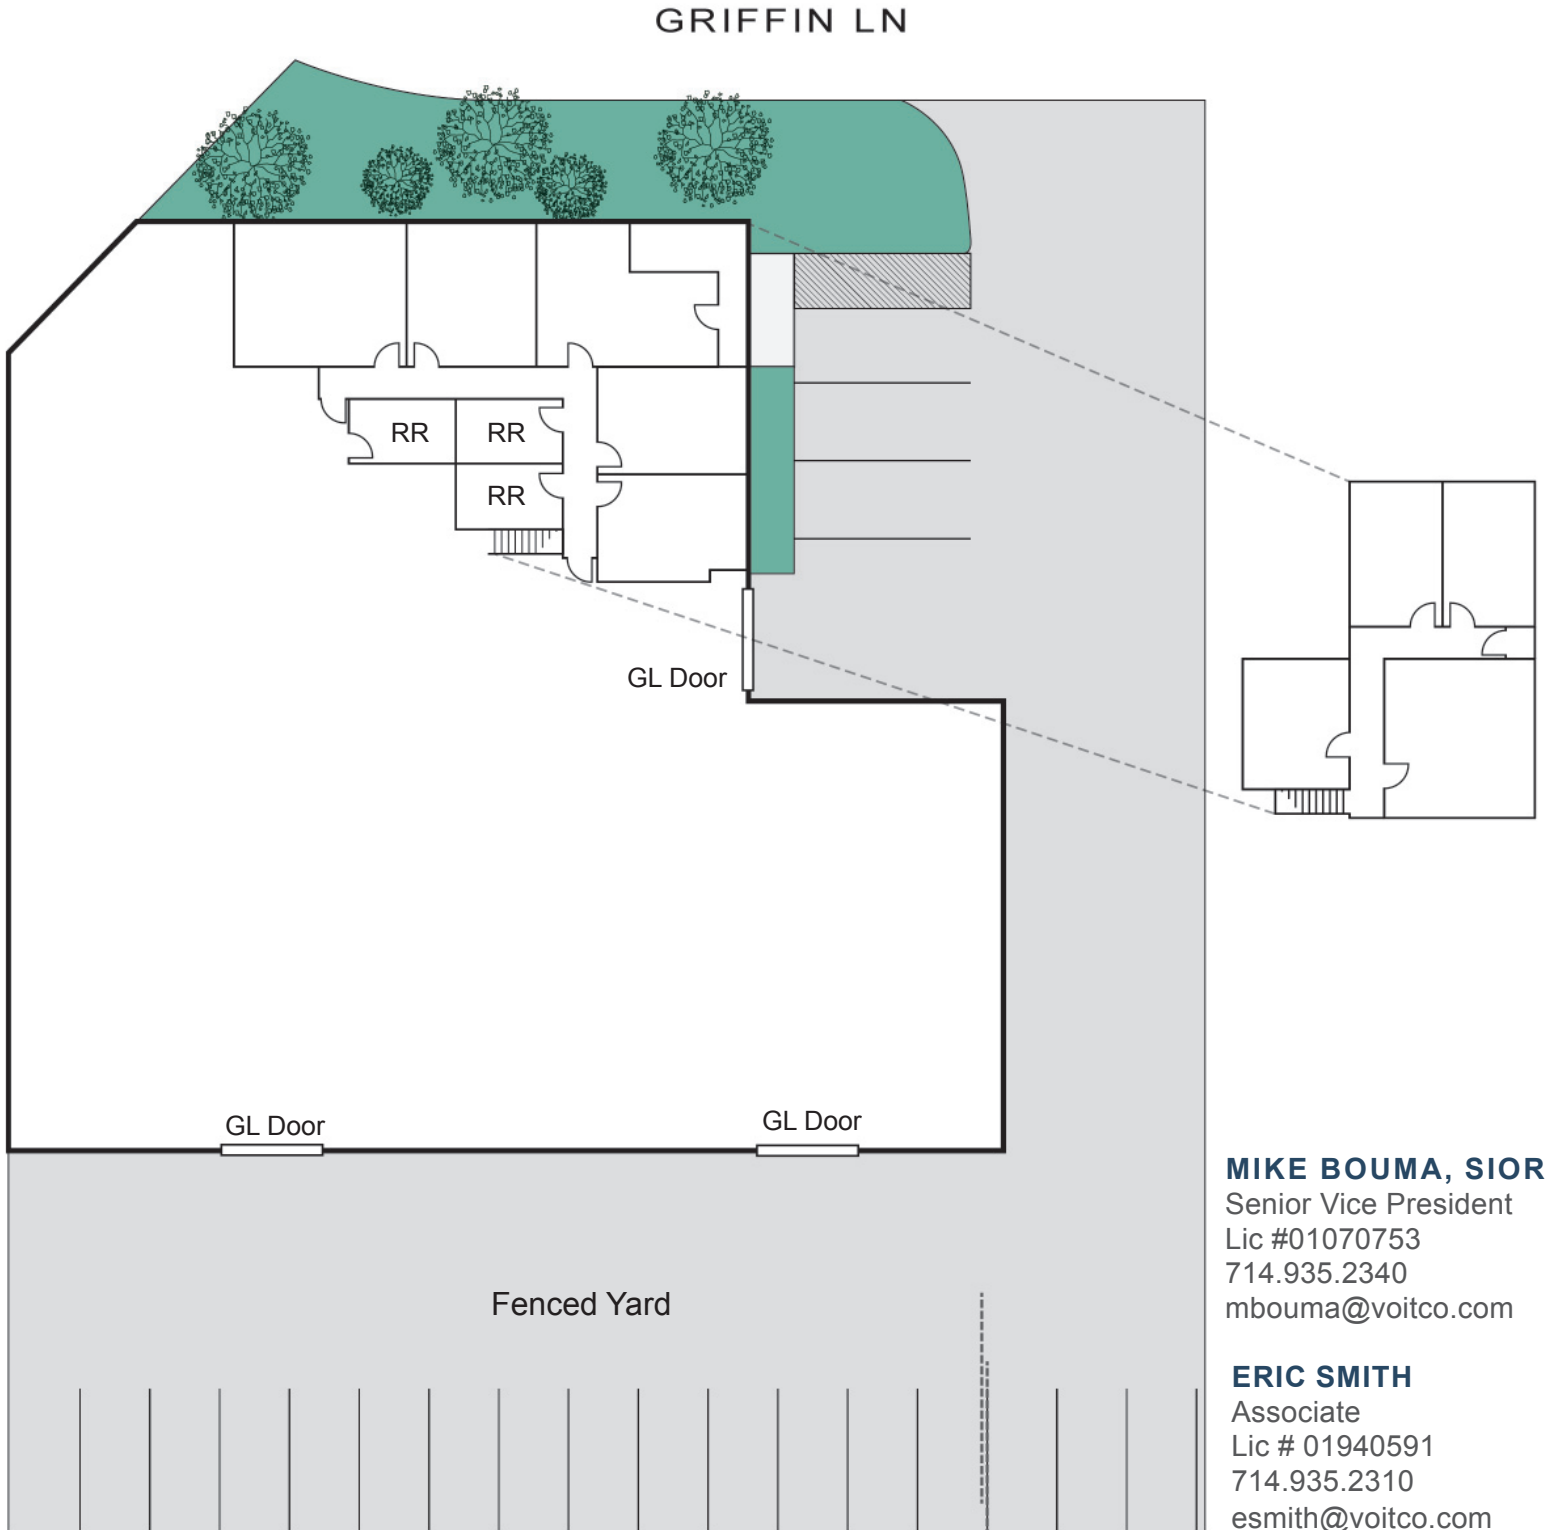 GRIFFIN LN
RR
RR
RR
GL Door
GL Door
GL Door
Fenced Yard
MIKE BOUMA, SIOR
Senior Vice President
Lic #01070753
714.935.2340
mbouma@voitco.com
ERIC SMITH
Associate
Lic # 01940591
714.935.2310
esmith@voitco.com